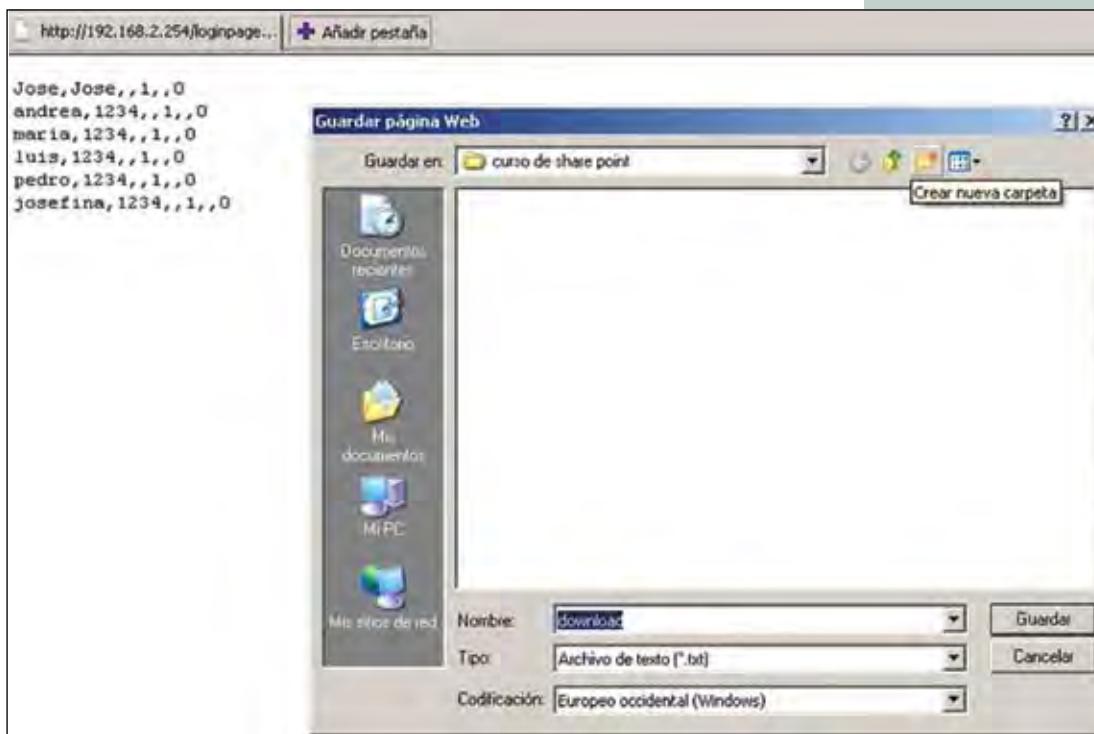 http://192.168.2.254/loginpage...
Añadir pestaña
Jose,Jose,,1,,0
andrea,1234,,1,,0
maria,1234,,1,,0
luis,1234,,1,,0
pedro,1234,,1,,0
josefina,1234,,1,,0
Guardar página Web
Guardar en:
curso de share point
Crear nueva carpeta
Documentos
recientes
Escritorio
Mis
documentos
Mi PC
Mis sitios de red
Nombre:
download
Guardar
Tipo:
Archivo de texto (*.txt)
Cancelar
Codificación:
Europeo occidental (Windows)